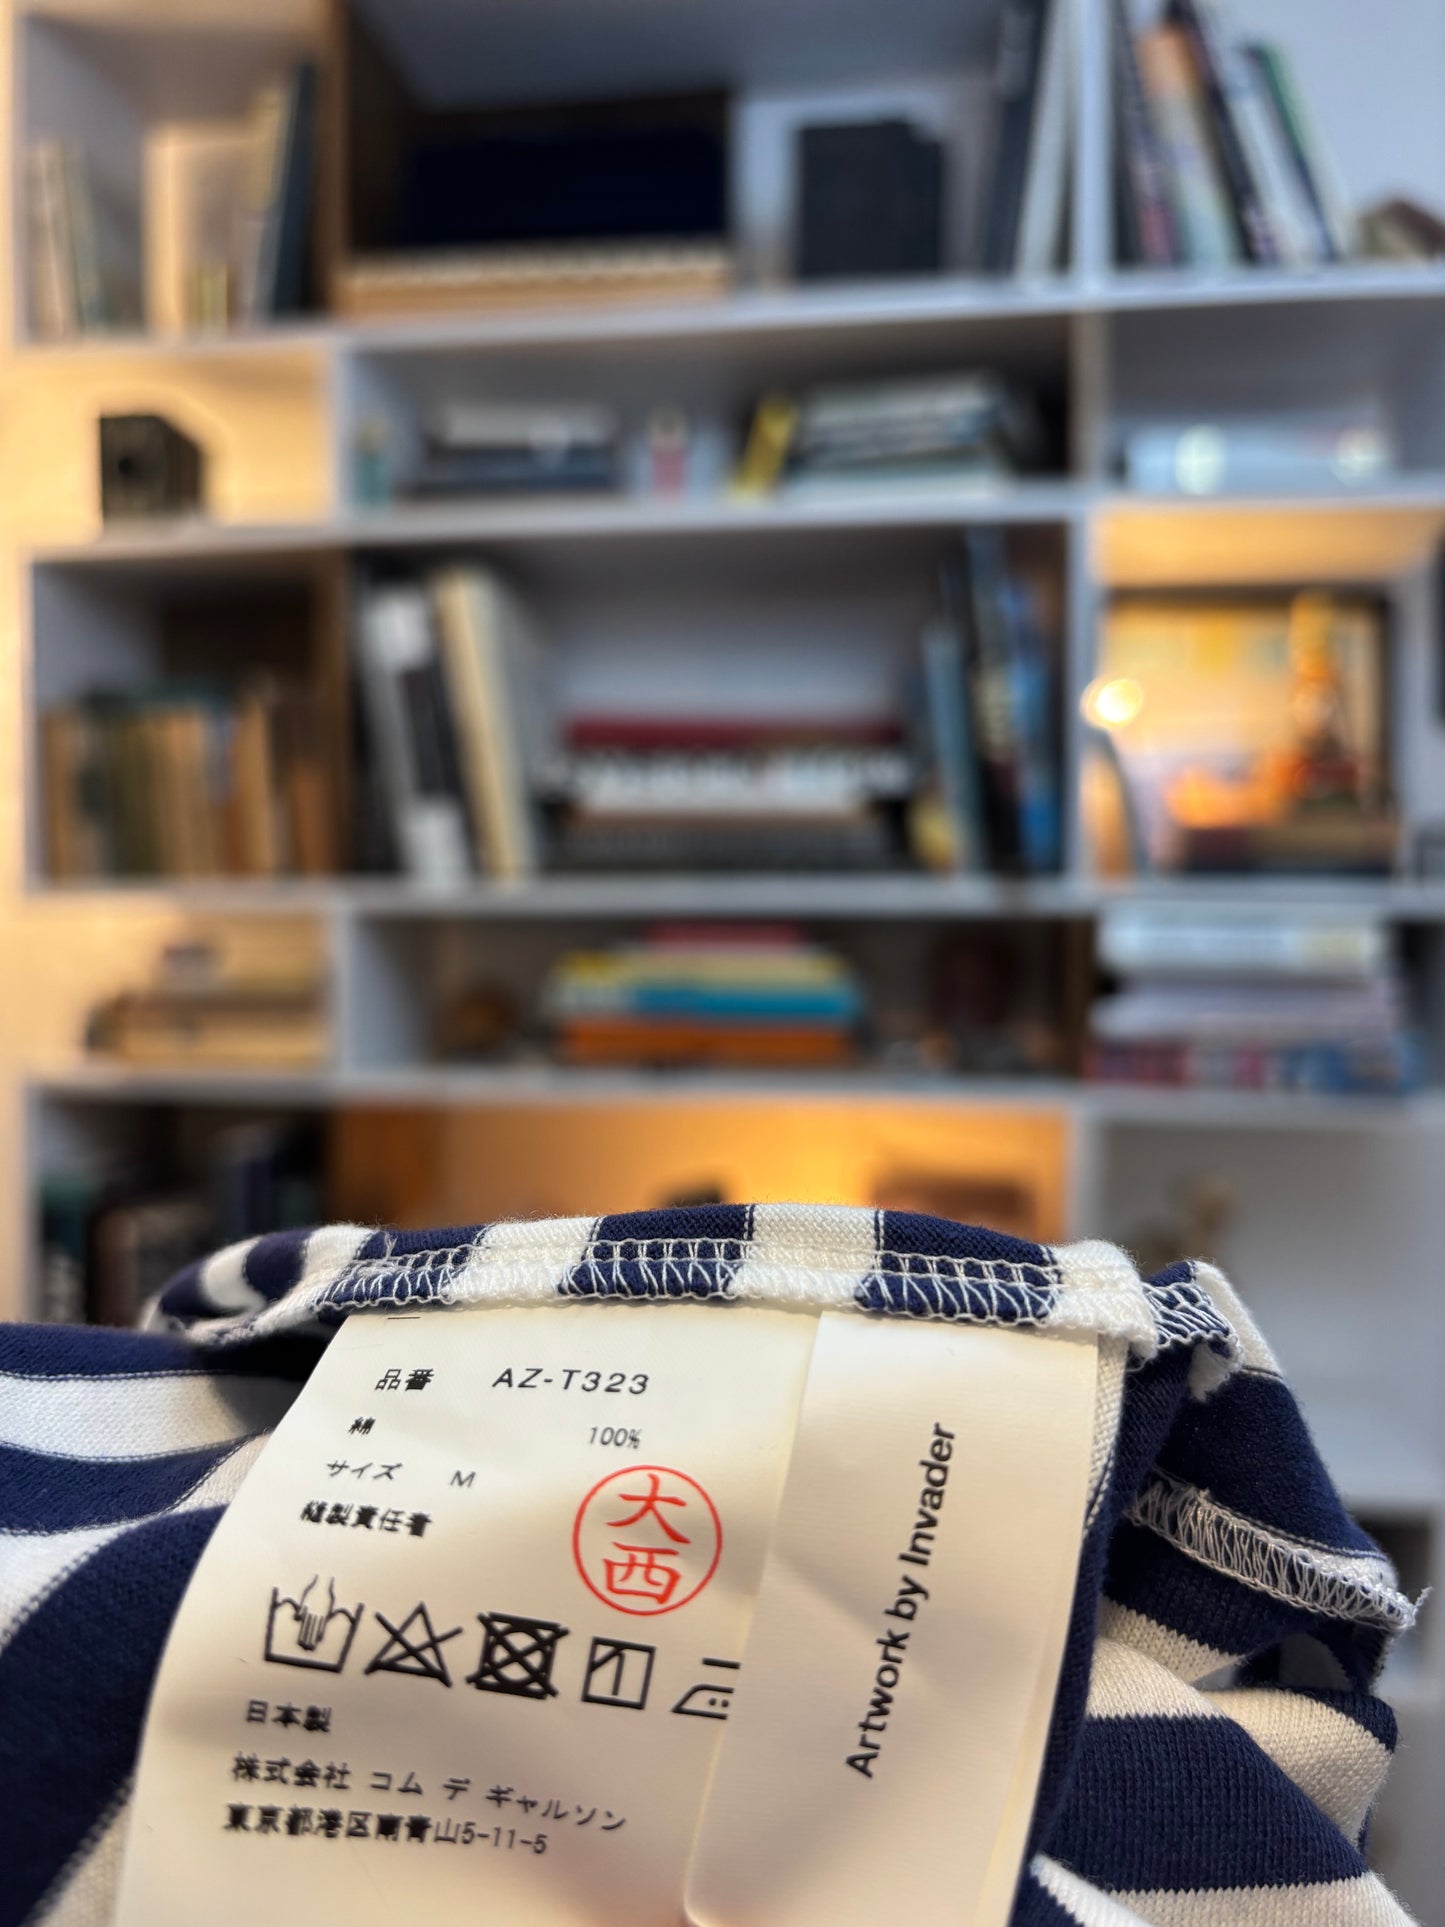 品番 AZ-T323
綿 100%
サイズ M
縫製責任者
大西
日本製
株式会社 コム デ ギャルソン
東京都港区南青山5-11-5
Artwork by Invader